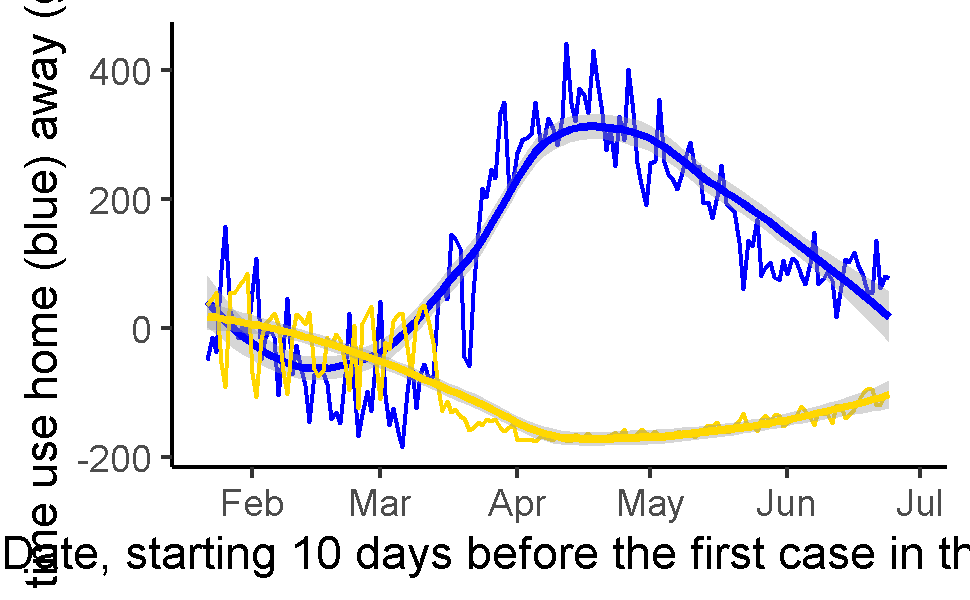 time use home (blue) away (
400
200
0
-200
Feb Mar Apr May Jun Jul
Date, starting 10 days before the first case in th